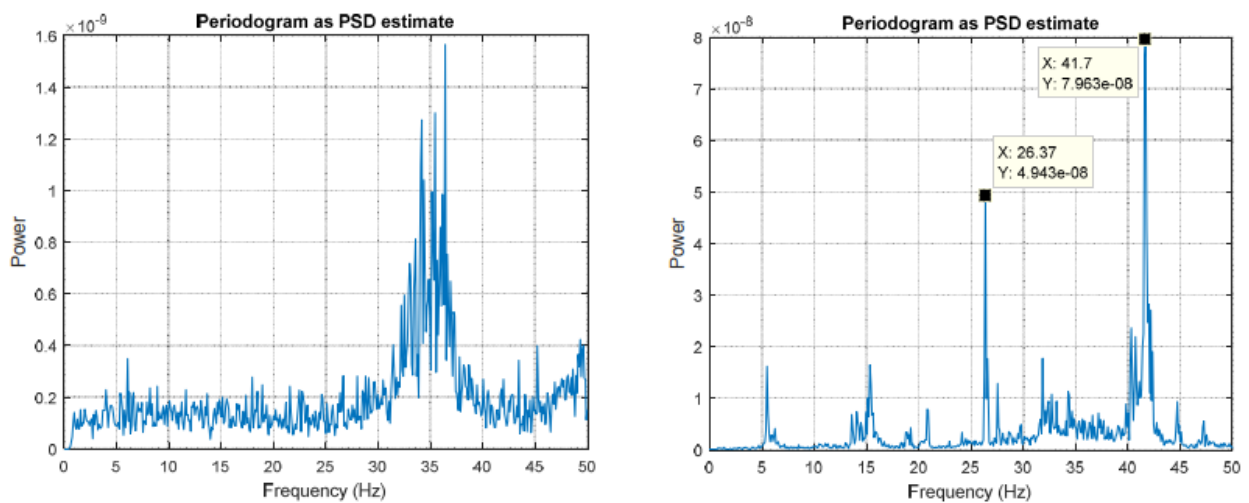 Periodogram as PSD estimate
×10⁻⁹
1.6
1.4
1.2
1
0.8
0.6
0.4
0.2
0
Power
0 5 10 15 20 25 30 35 40 45 50
Frequency (Hz)
Periodogram as PSD estimate
×10⁻⁸
8
7
6
5
4
3
2
1
0
Power
X: 41.7
Y: 7.963e-08
X: 26.37
Y: 4.943e-08
0 5 10 15 20 25 30 35 40 45 50
Frequency (Hz)